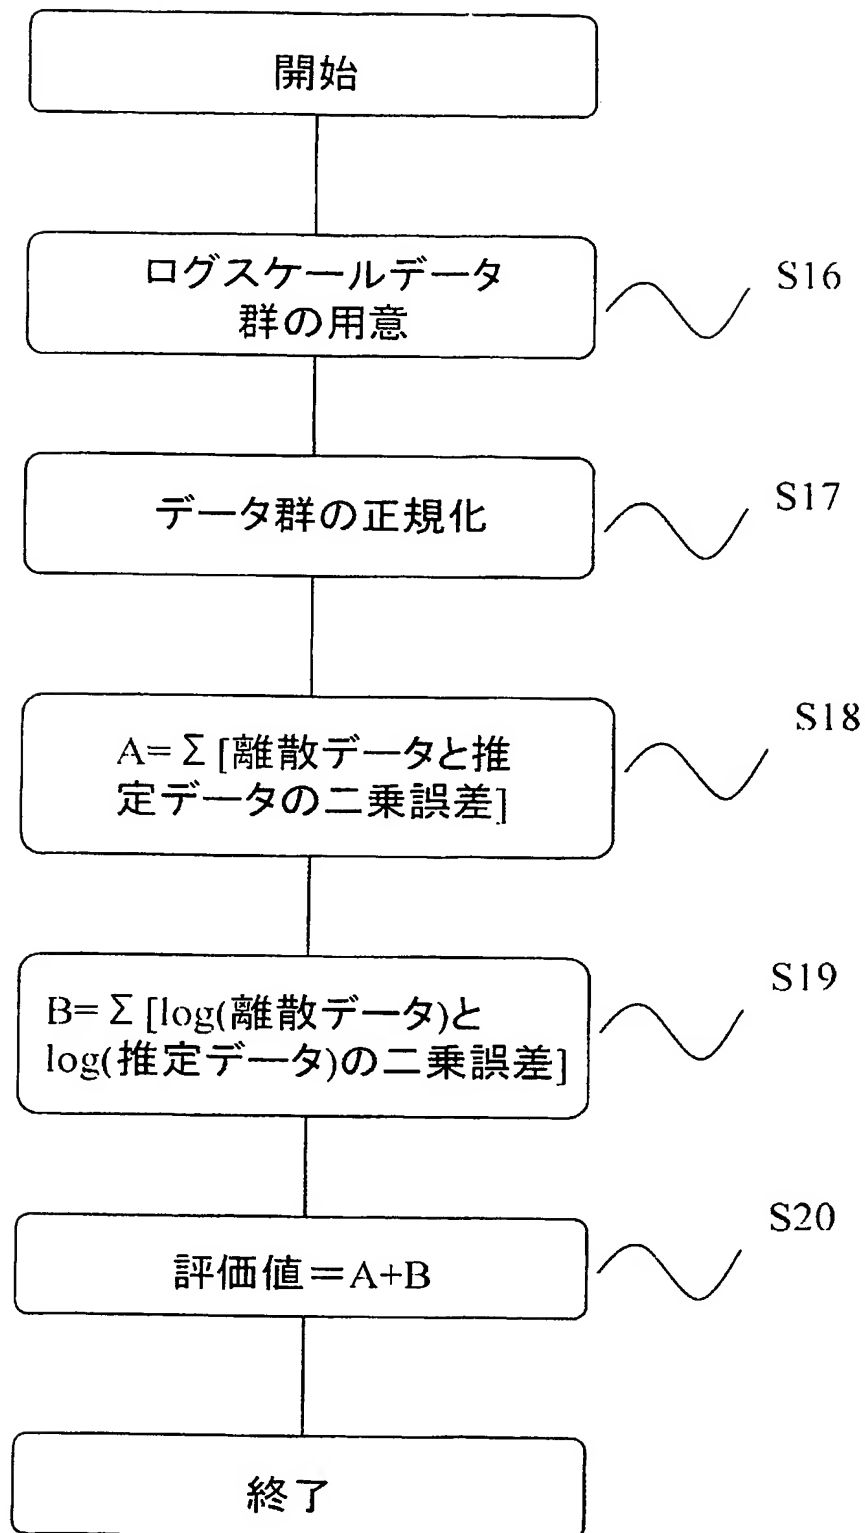 開始
ログスケールデータ
群の用意
S16
データ群の正規化
S17
A=Σ[離散データと推
定データの二乗誤差]
S18
B=Σ[log(離散データ)と
log(推定データ)の二乗誤差]
S19
評価値＝A+B
S20
終了